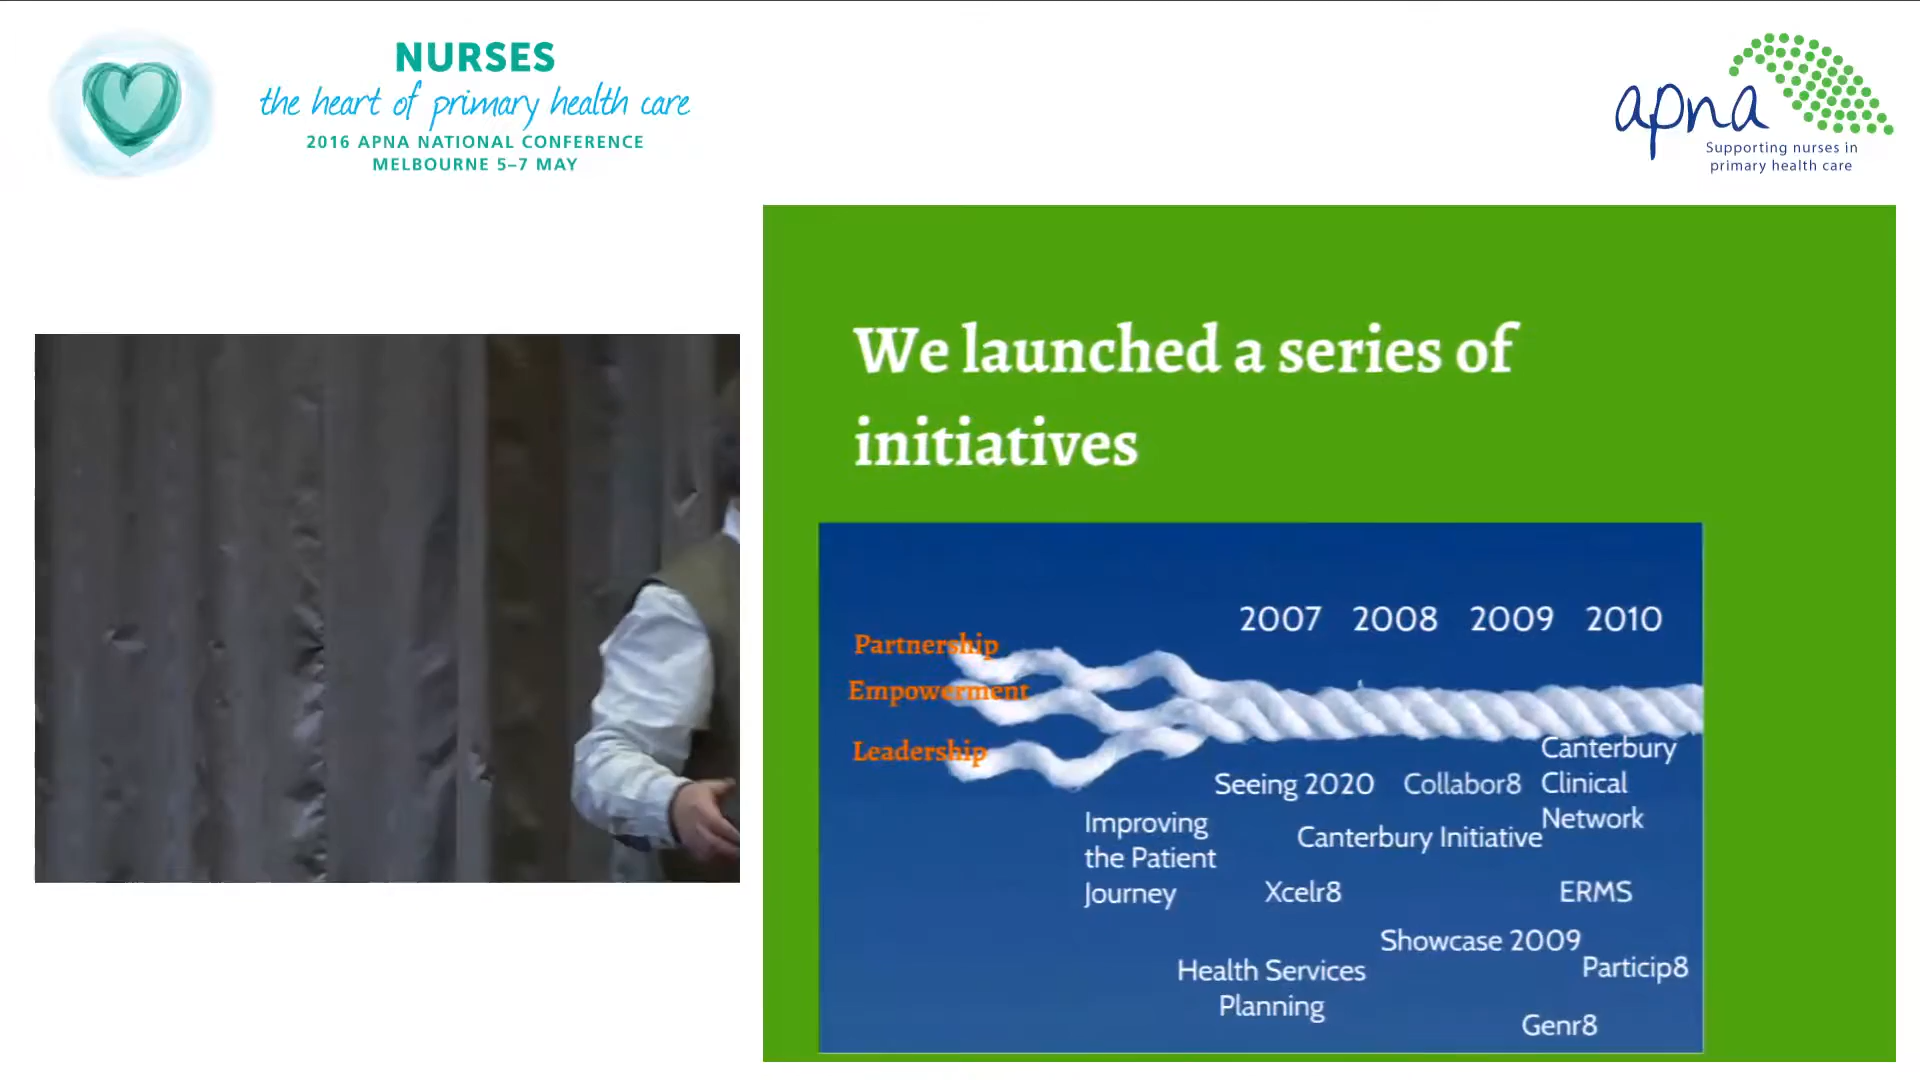 NURSES
the heart of primary health care
2016 APNA NATIONAL CONFERENCE
MELBOURNE 5–7 MAY
apna
Supporting nurses in
primary health care
We launched a series of
initiatives
2007 2008 2009 2010
Partnership
Empowerment
Leadership
Improving
the Patient
Journey
Seeing 2020
Collabor8
Canterbury
Clinical
Network
Canterbury Initiative
Xcelr8
ERMS
Showcase 2009
Particip8
Health Services
Planning
Genr8